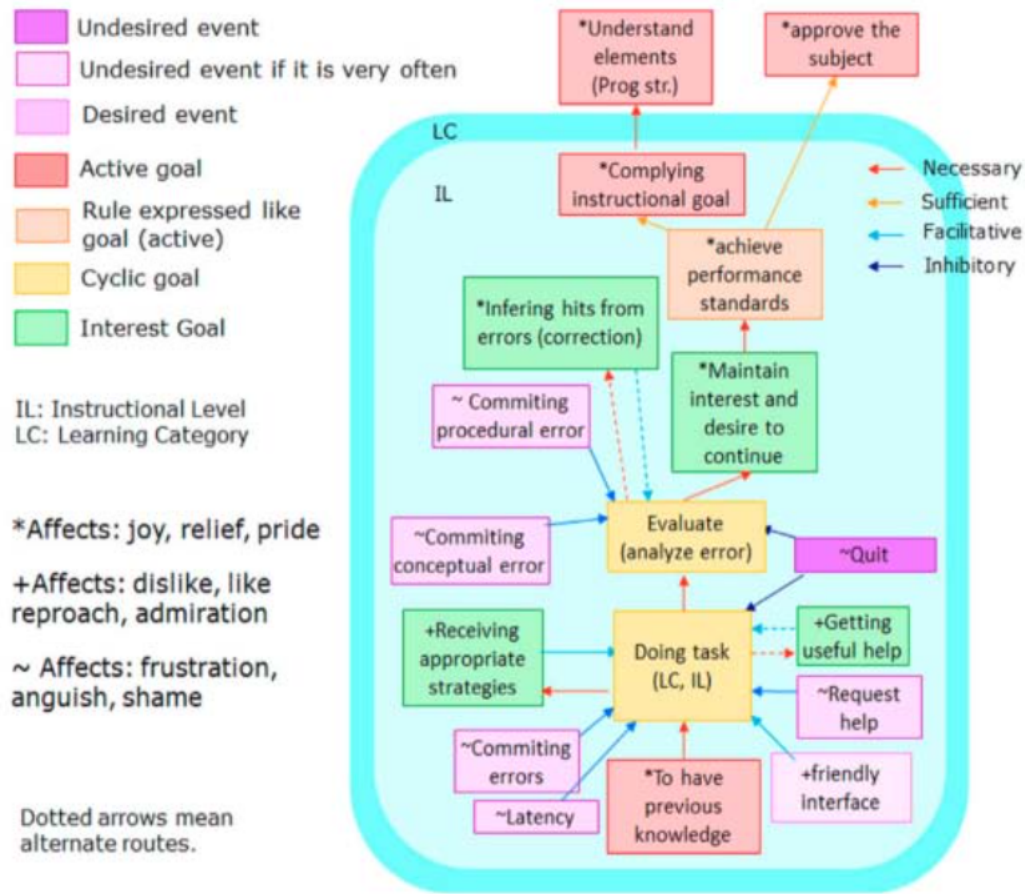 Undesired event
Undesired event if it is very often
Desired event
Active goal
Rule expressed like
goal (active)
Cyclic goal
Interest Goal
IL: Instructional Level
LC: Learning Category
*Affects: joy, relief, pride
+Affects: dislike, like
reproach, admiration
~ Affects: frustration,
anguish, shame
Dotted arrows mean
alternate routes.
*Understand
elements
(Prog str.)
*approve the
subject
LC
IL
*Complying
instructional goal
Necessary
Sufficient
Facilitative
Inhibitory
*achieve
performance
standards
*Infering hits from
errors (correction)
*Maintain
interest and
desire to
continue
~ Commiting
procedural error
~Commiting
conceptual error
Evaluate
(analyze error)
~Quit
+Receiving
appropriate
strategies
Doing task
(LC, IL)
+Getting
useful help
~Request
help
~Commiting
errors
~Latency
*To have
previous
knowledge
+friendly
interface